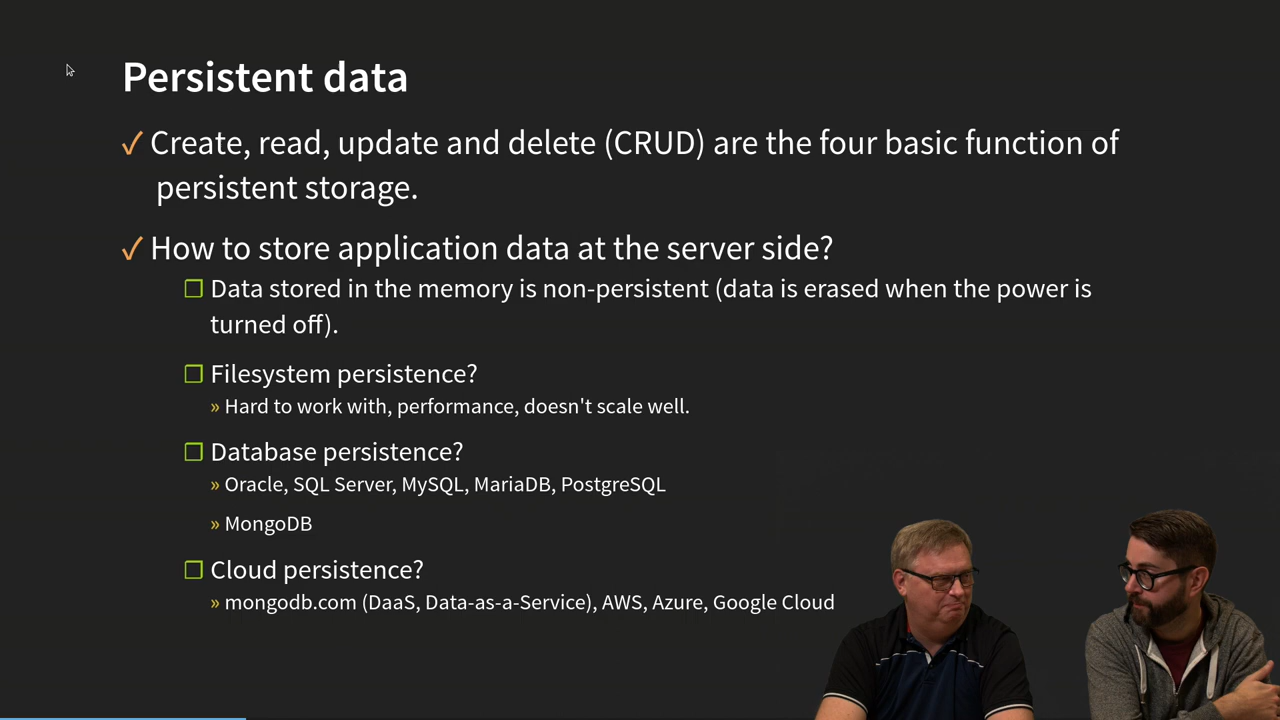 Persistent data
✓ Create, read, update and delete (CRUD) are the four basic function of
persistent storage.
✓ How to store application data at the server side?
❐ Data stored in the memory is non-persistent (data is erased when the power is
turned off).
❐ Filesystem persistence?
» Hard to work with, performance, doesn't scale well.
❐ Database persistence?
» Oracle, SQL Server, MySQL, MariaDB, PostgreSQL
» MongoDB
❐ Cloud persistence?
» mongodb.com (DaaS, Data-as-a-Service), AWS, Azure, Google Cloud